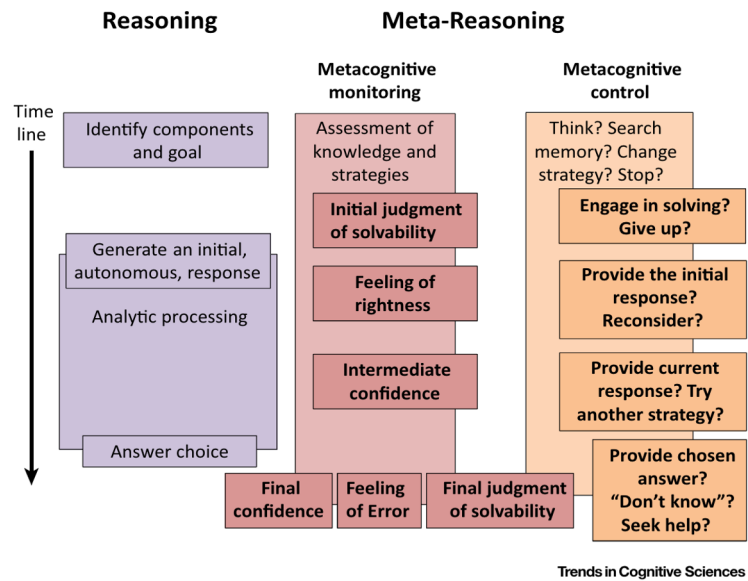 Reasoning
Meta-Reasoning
Time
line
Identify components
and goal
Generate an initial,
autonomous, response
Analytic processing
Answer choice
Metacognitive
monitoring
Assessment of
knowledge and
strategies
Initial judgment
of solvability
Feeling of
rightness
Intermediate
confidence
Final
confidence
Feeling
of Error
Final judgment
of solvability
Metacognitive
control
Think? Search
memory? Change
strategy? Stop?
Engage in solving?
Give up?
Provide the initial
response?
Reconsider?
Provide current
response? Try
another strategy?
Provide chosen
answer?
“Don’t know”?
Seek help?
Trends in Cognitive Sciences